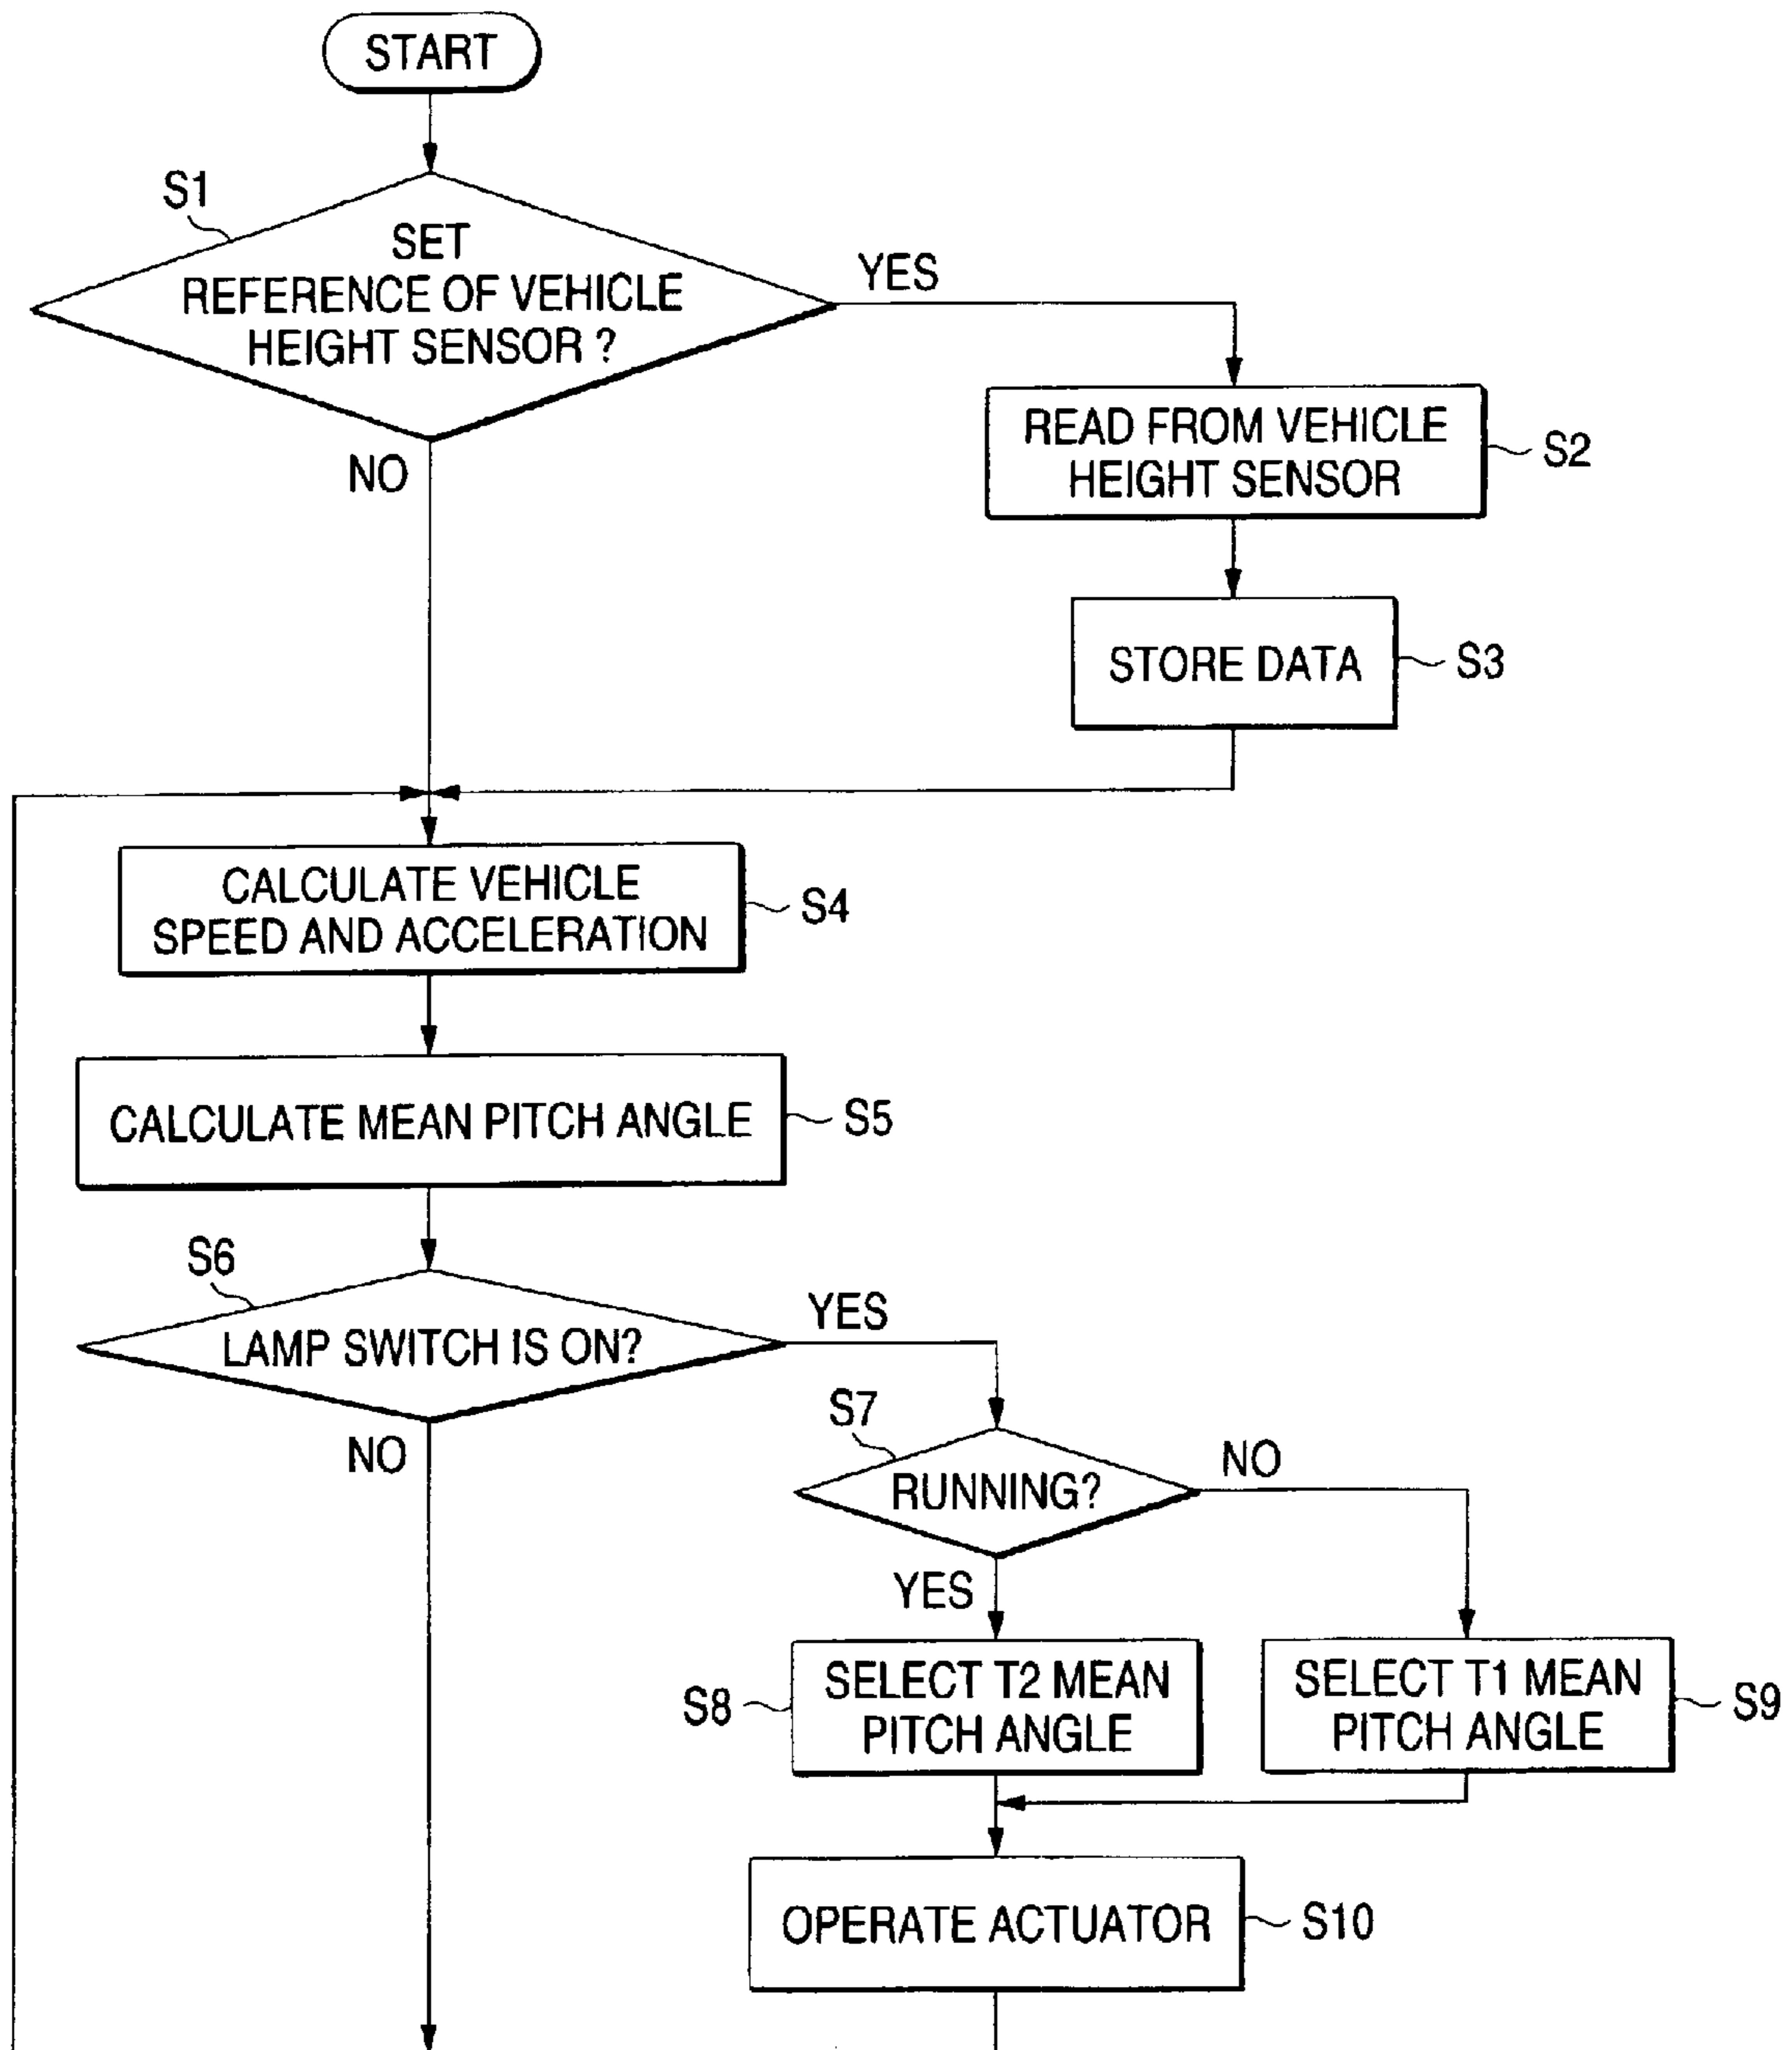 START
S1
SET
REFERENCE OF VEHICLE
HEIGHT SENSOR ?
YES
NO
READ FROM VEHICLE
HEIGHT SENSOR
S2
STORE DATA
S3
CALCULATE VEHICLE
SPEED AND ACCELERATION
S4
CALCULATE MEAN PITCH ANGLE
S5
S6
LAMP SWITCH IS ON?
YES
NO
S7
RUNNING?
NO
YES
S8
SELECT T2 MEAN
PITCH ANGLE
SELECT T1 MEAN
PITCH ANGLE
S9
OPERATE ACTUATOR
S10